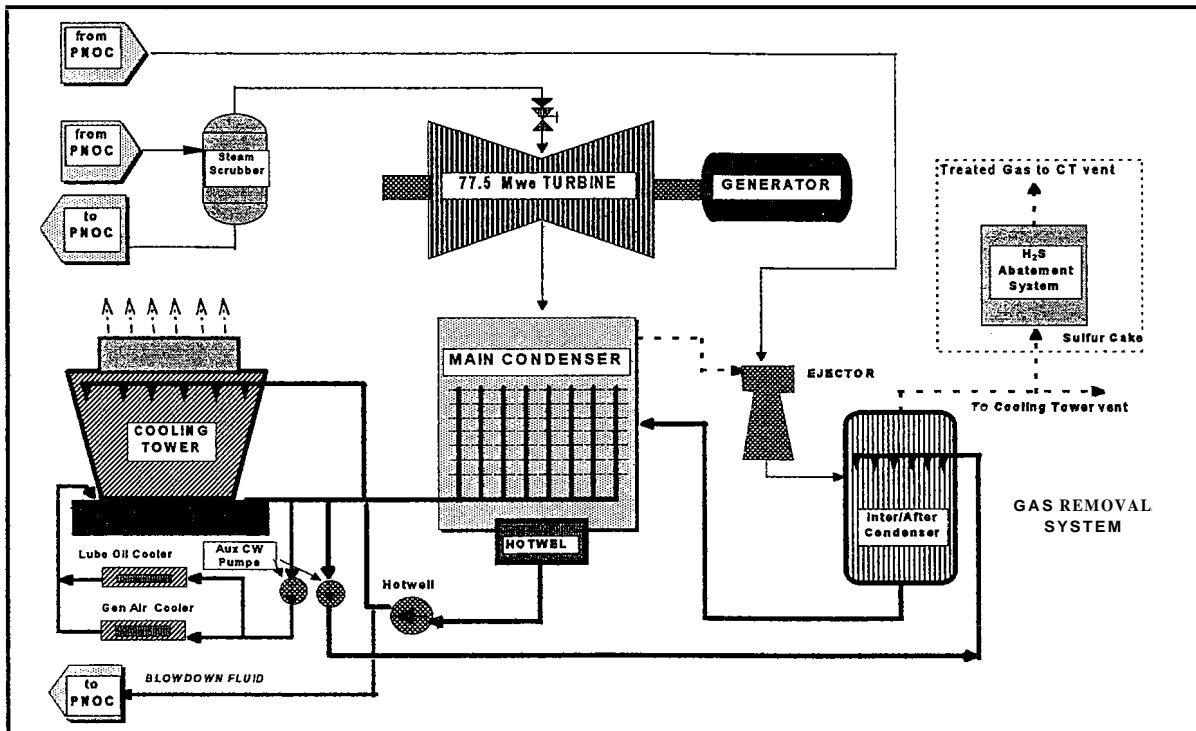 from
PNOC
from
PNOC
Steam
Scrubber
to
PNOC
77.5 Mwe TURBINE
GENERATOR
Treated Gas to CT vent
H₂S
Abatement
System
Sulfur Cake
MAIN CONDENSER
EJECTOR
To Cooling Tower vent
COOLING
TOWER
Inter/After
Condenser
GAS REMOVAL
SYSTEM
HOTWEL
Aux CW
Pumps
Lube Oil Cooler
Hotwell
Gen Air Cooler
to
PNOC
BLOWDOWN FLUID